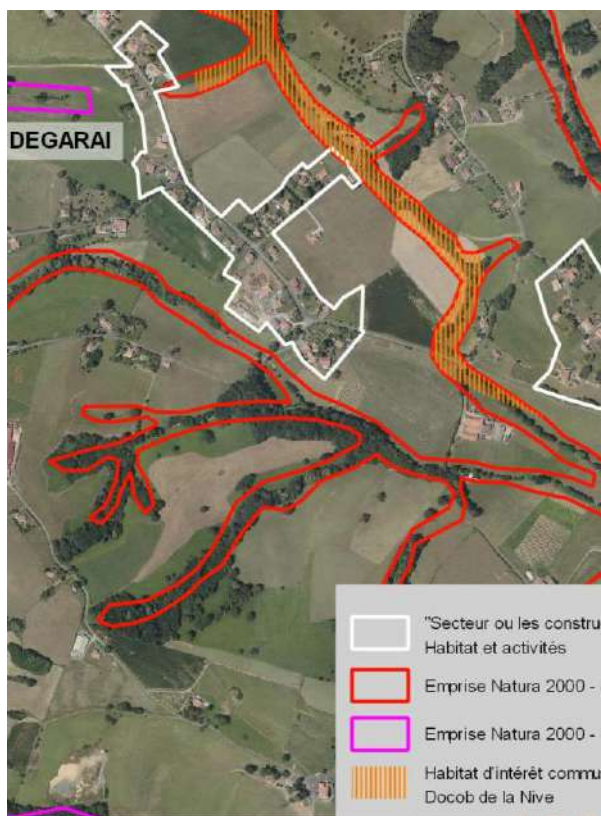 DEGARAI
"Secteur ou les constru
Habitat et activités
Emprise Natura 2000 -
Emprise Natura 2000 -
Habitat d'intérêt commu
Docob de la Nive